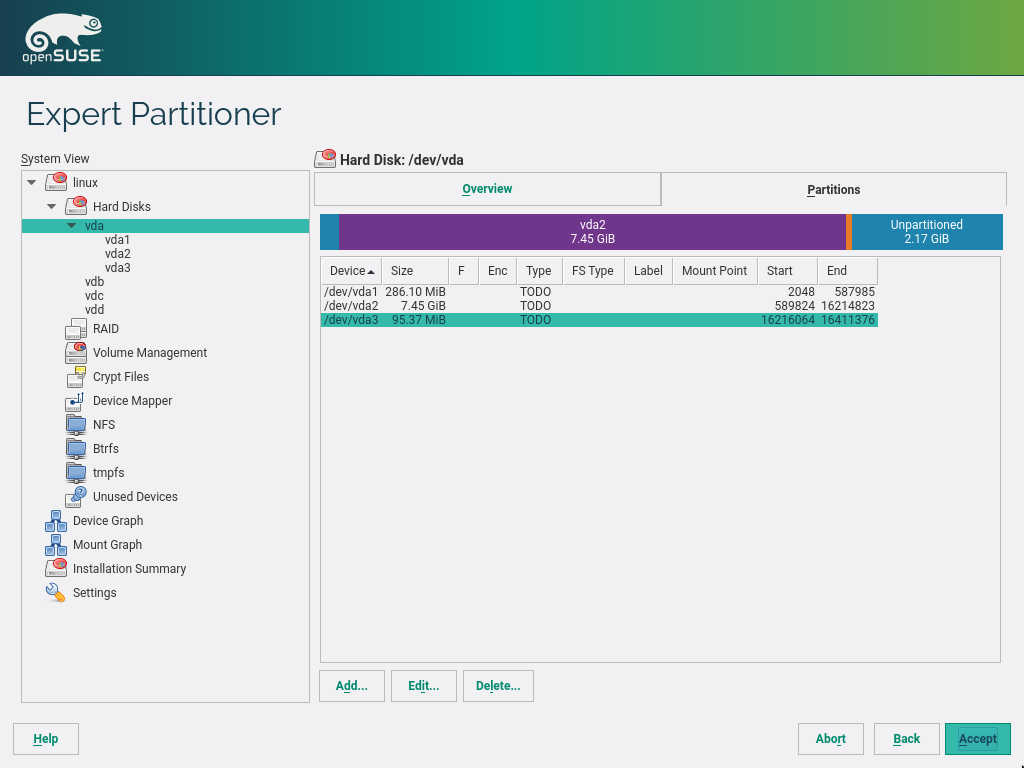 openSUSE
Expert Partitioner
System View
linux
Hard Disks
vda
vda1
vda2
vda3
vdb
vdc
vdd
RAID
Volume Management
Crypt Files
Device Mapper
NFS
Btrfs
tmpfs
Unused Devices
Device Graph
Mount Graph
Installation Summary
Settings
Hard Disk: /dev/vda
Overview Partitions
vda2 Unpartitioned
7.45 GiB 2.17 GiB
Device Size F Enc Type FS Type Label Mount Point Start End
/dev/vda1 286.10 MiB TODO 2048 587985
/dev/vda2 7.45 GiB TODO 589824 16214823
/dev/vda3 95.37 MiB TODO 16216064 16411376
Add... Edit... Delete...
Help Abort Back Accept